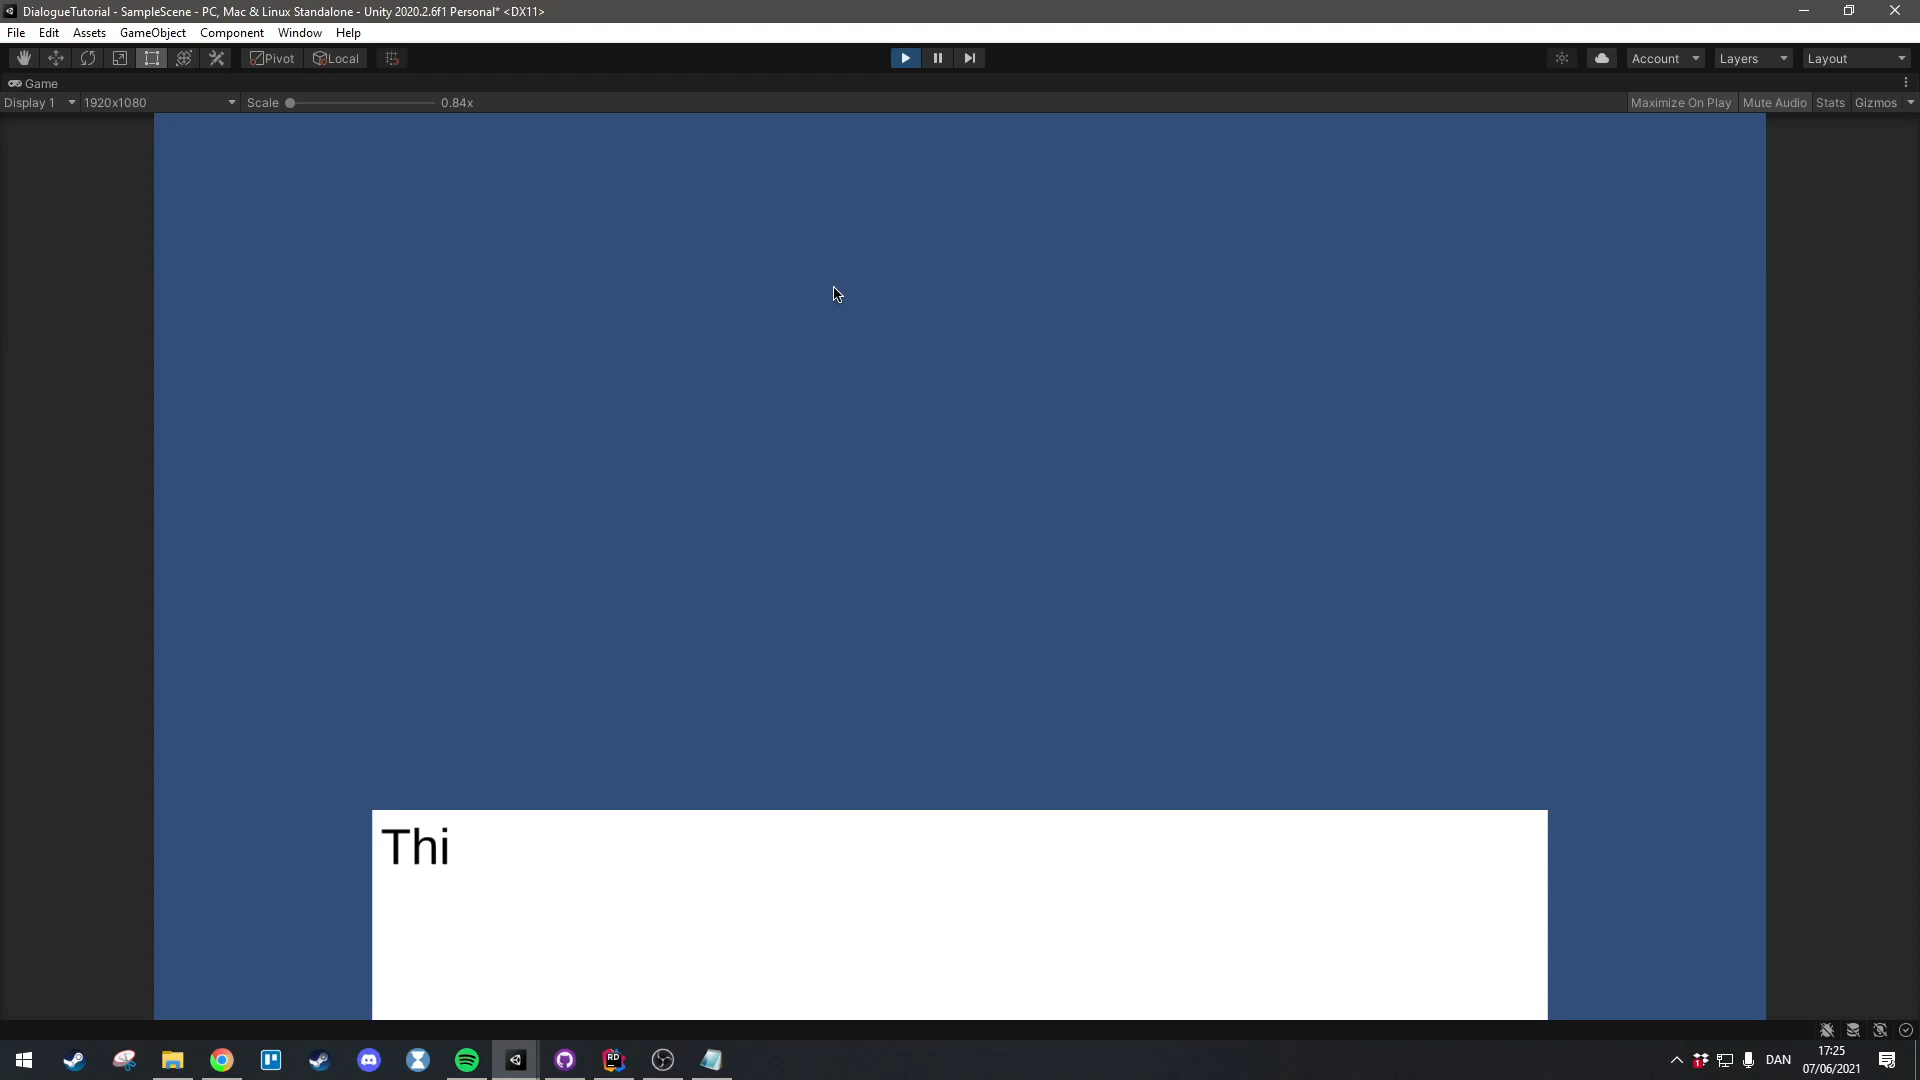 DialogueTutorial - SampleScene - PC, Mac & Linux Standalone - Unity 2020.2.6f1 Personal* <DX11>
File Edit Assets GameObject Component Window Help
Pivot Local Account Layers Layout
Game
Display 1 1920x1080 Scale 0.84x Maximize On Play Mute Audio Stats Gizmos
Thi
RD
1
DAN
17:25
07/06/2021